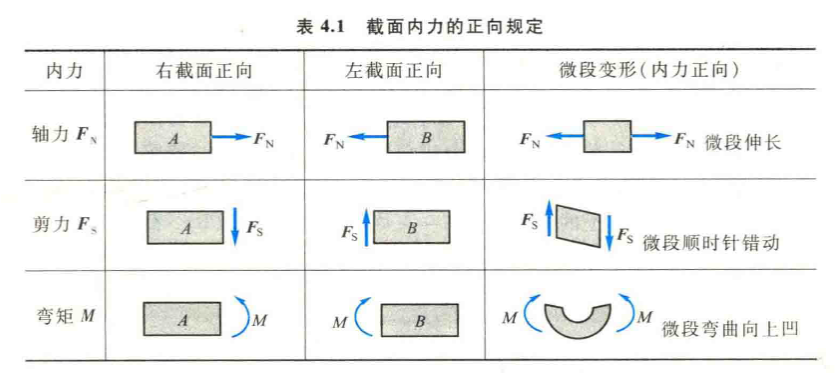 表 4.1 截面内力的正向规定
内力 右截面正向 左截面正向 微段变形(内力正向)
轴力 F_N A F_N F_N B F_N F_N 微段伸长
剪力 F_S A F_S F_S B F_S F_S 微段顺时针错动
弯矩 M A M M B M M 微段弯曲向上凹